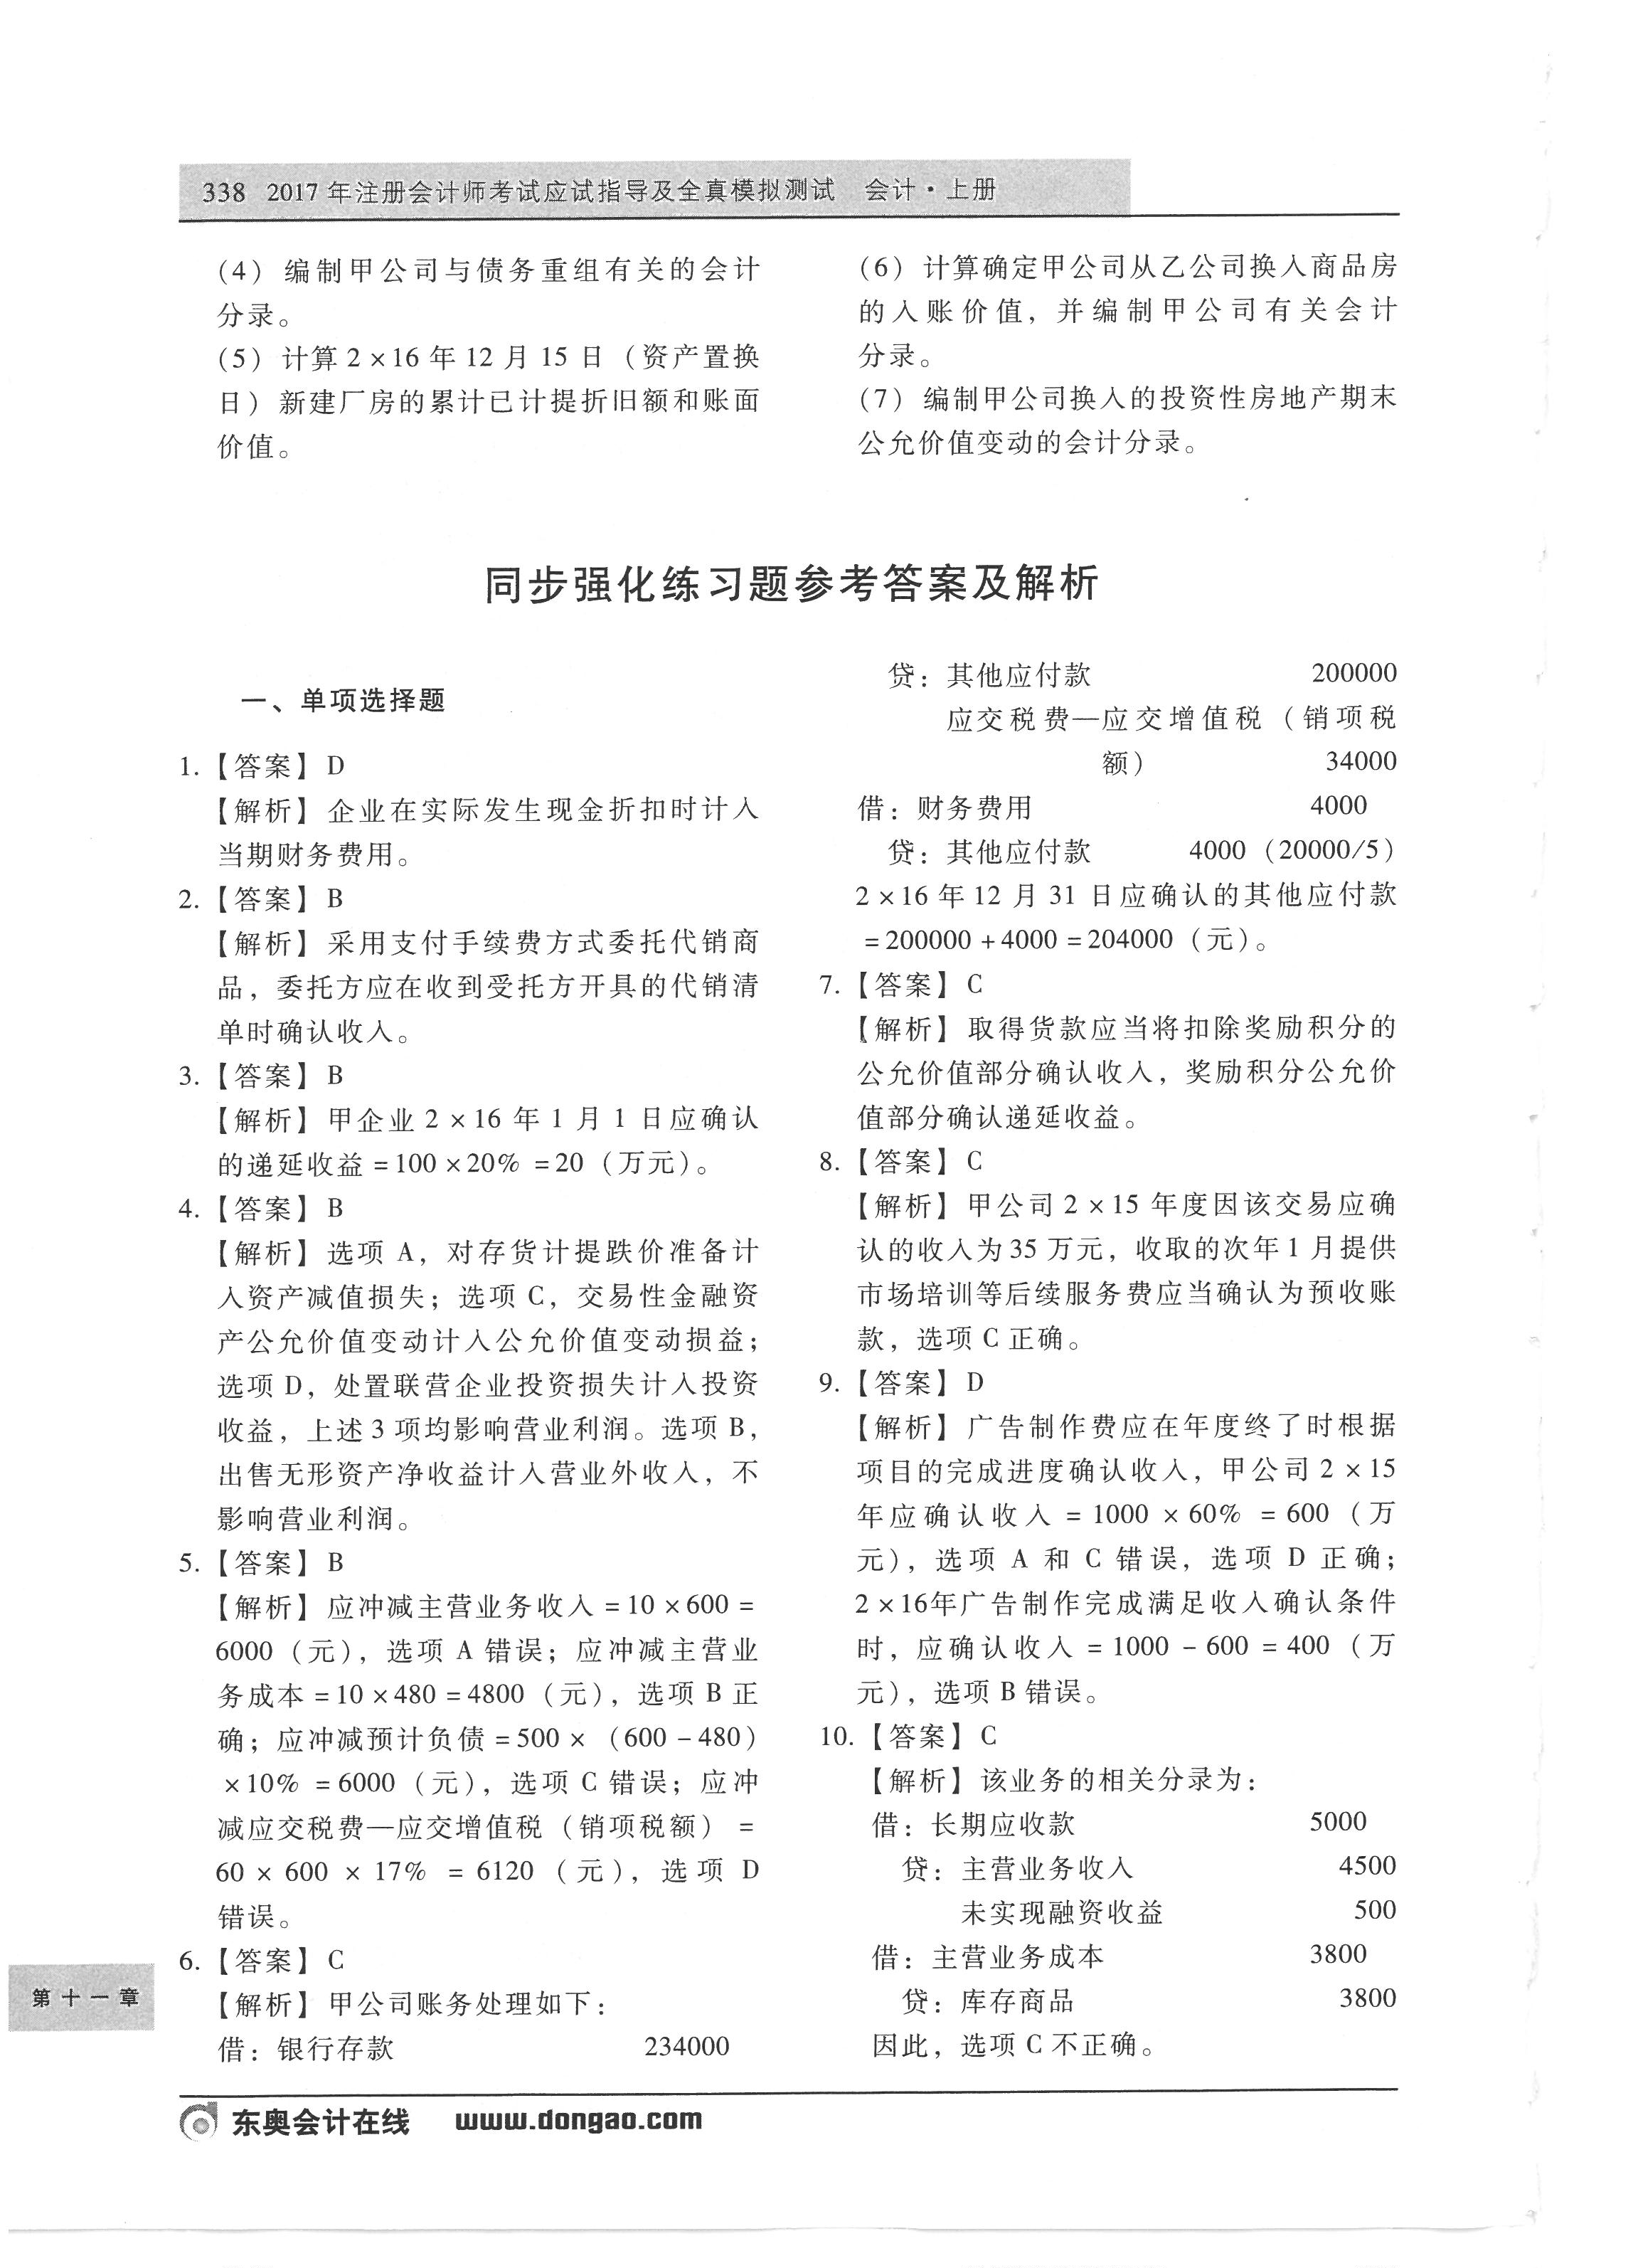 338 2017 年注册会计师考试应试指导及全真模拟测试 会计·上册
(4) 编制甲公司与债务重组有关的会计
分录。
(5) 计算 2×16 年 12 月 15 日 (资产置换
日) 新建厂房的累计已计提折旧额和账面
价值。
(6) 计算确定甲公司从乙公司换入商品房
的入账价值, 并编制甲公司有关会计
分录。
(7) 编制甲公司换入的投资性房地产期末
公允价值变动的会计分录。
同步强化练习题参考答案及解析
一、单项选择题
1.【答案】D
【解析】企业在实际发生现金折扣时计入
当期财务费用。
2.【答案】B
【解析】采用支付手续费方式委托代销商
品, 委托方应在收到受托方开具的代销清
单时确认收入。
3.【答案】B
【解析】甲企业 2×16 年 1 月 1 日应确认
的递延收益 =100×20% =20 (万元)。
4.【答案】B
【解析】选项 A, 对存货计提跌价准备计
入资产减值损失; 选项 C, 交易性金融资
产公允价值变动计入公允价值变动损益;
选项 D, 处置联营企业投资损失计入投资
收益, 上述 3 项均影响营业利润。选项 B,
出售无形资产净收益计入营业外收入, 不
影响营业利润。
5.【答案】B
【解析】应冲减主营业务收入 =10×600 =
6000 (元), 选项 A 错误; 应冲减主营业
务成本 =10×480 =4800 (元), 选项 B 正
确; 应冲减预计负债 =500× (600-480)
×10% =6000 (元), 选项 C 错误; 应冲
减应交税费—应交增值税 (销项税额) =
60 × 600 × 17% = 6120 (元), 选项 D
错误。
6.【答案】C
【解析】甲公司账务处理如下:
借: 银行存款 234000
贷: 其他应付款 200000
应交税费—应交增值税 (销项税
额) 34000
借: 财务费用 4000
贷: 其他应付款 4000 (20000/5)
2×16 年 12 月 31 日应确认的其他应付款
=200000+4000=204000 (元)。
7.【答案】C
【解析】取得货款应当将扣除奖励积分的
公允价值部分确认收入, 奖励积分公允价
值部分确认递延收益。
8.【答案】C
【解析】甲公司 2×15 年度因该交易应确
认的收入为 35 万元, 收取的次年 1 月提供
市场培训等后续服务费应当确认为预收账
款, 选项 C 正确。
9.【答案】D
【解析】广告制作费应在年度终了时根据
项目的完成进度确认收入, 甲公司 2×15
年应确认收入 = 1000 × 60% = 600 (万
元), 选项 A 和 C 错误, 选项 D 正确;
2×16年广告制作完成满足收入确认条件
时, 应确认收入 = 1000 - 600 = 400 (万
元), 选项 B 错误。
10.【答案】C
【解析】该业务的相关分录为:
借: 长期应收款 5000
贷: 主营业务收入 4500
未实现融资收益 500
借: 主营业务成本 3800
贷: 库存商品 3800
因此, 选项 C 不正确。
第十一章
东奥会计在线 www.dongao.com